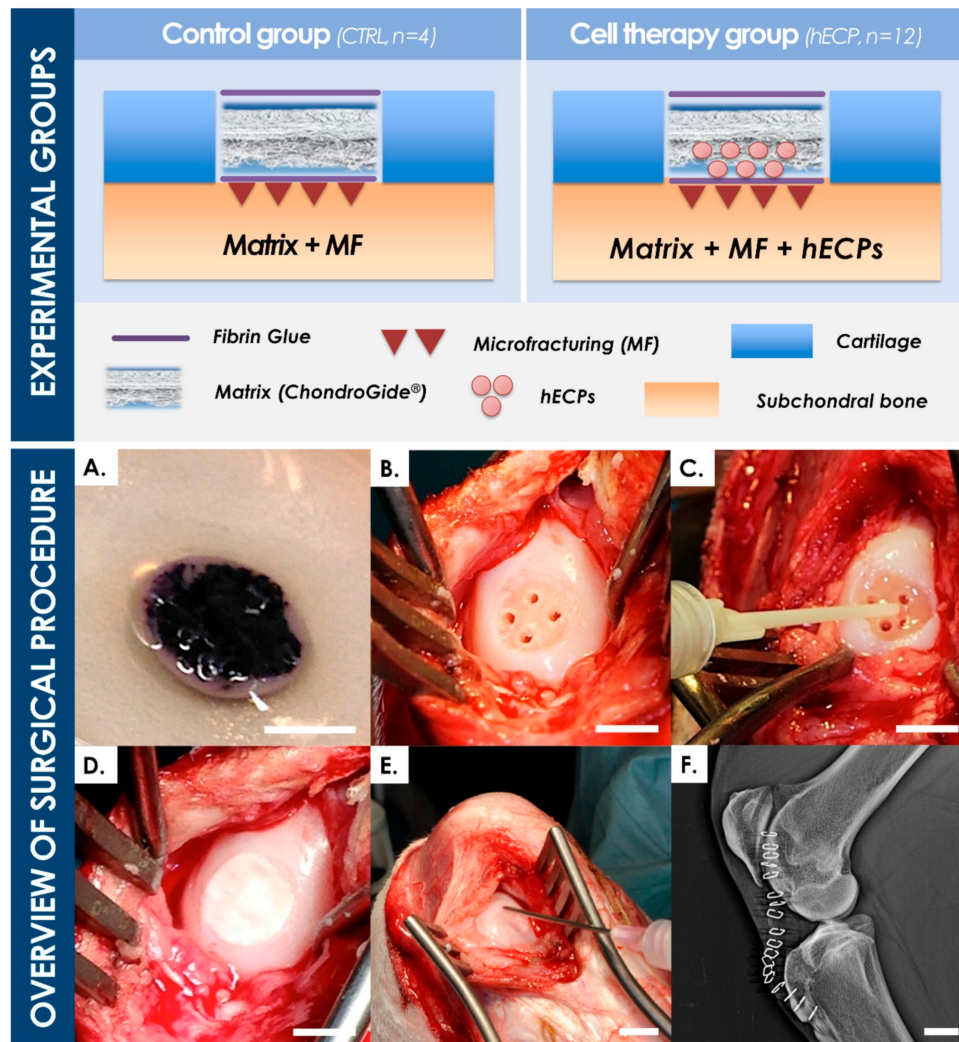 EXPERIMENTAL GROUPS
Control group (CTRL, n=4)
Cell therapy group (hECP, n=12)
Matrix + MF
Matrix + MF + hECPs
Fibrin Glue
Microfracturing (MF)
Cartilage
Matrix (ChondroGide®)
hECPs
Subchondral bone
OVERVIEW OF SURGICAL PROCEDURE
A.
B.
C.
D.
E.
F.